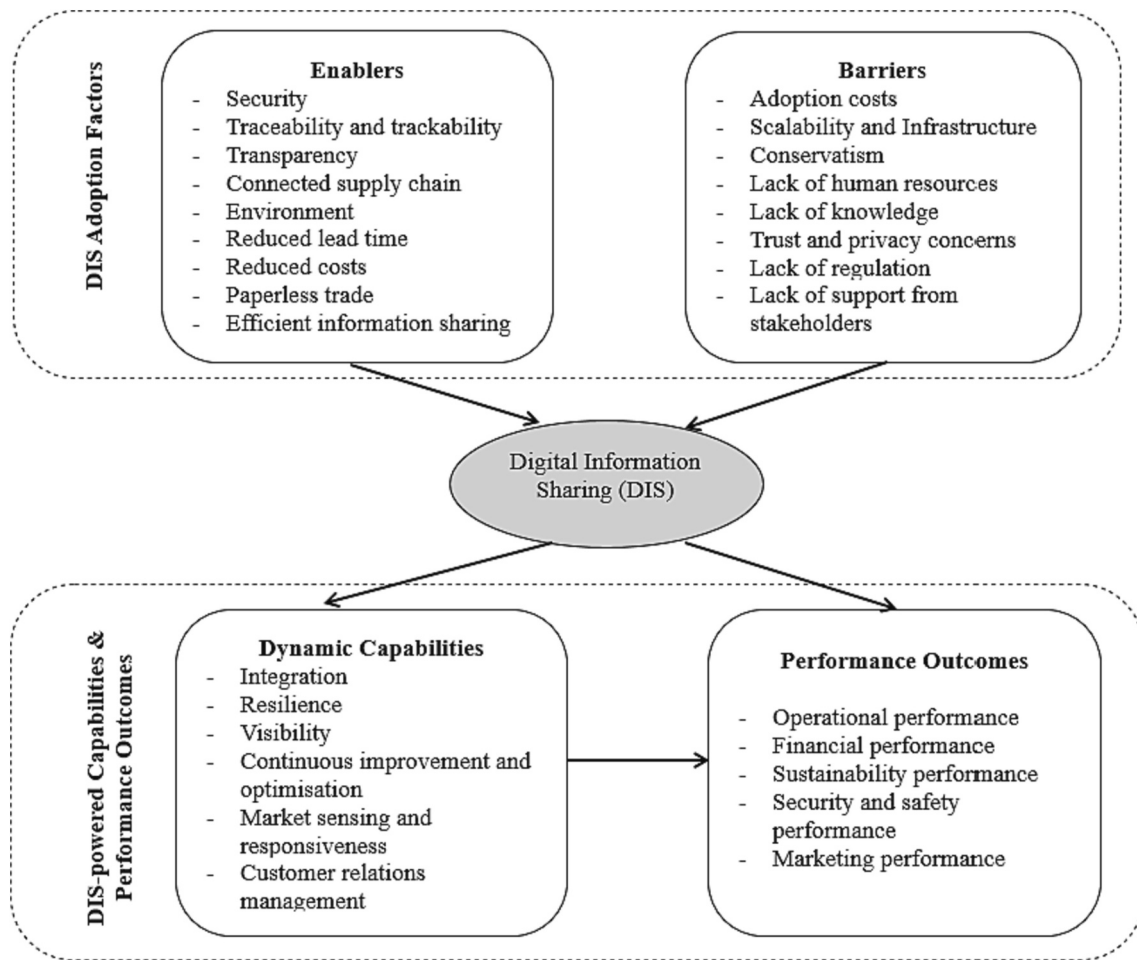 DIS Adoption Factors
Enablers
- Security
- Traceability and trackability
- Transparency
- Connected supply chain
- Environment
- Reduced lead time
- Reduced costs
- Paperless trade
- Efficient information sharing
Barriers
- Adoption costs
- Scalability and Infrastructure
- Conservatism
- Lack of human resources
- Lack of knowledge
- Trust and privacy concerns
- Lack of regulation
- Lack of support from
stakeholders
Digital Information
Sharing (DIS)
DIS-powered Capabilities &
Performance Outcomes
Dynamic Capabilities
- Integration
- Resilience
- Visibility
- Continuous improvement and
optimisation
- Market sensing and
responsiveness
- Customer relations
management
Performance Outcomes
- Operational performance
- Financial performance
- Sustainability performance
- Security and safety
performance
- Marketing performance